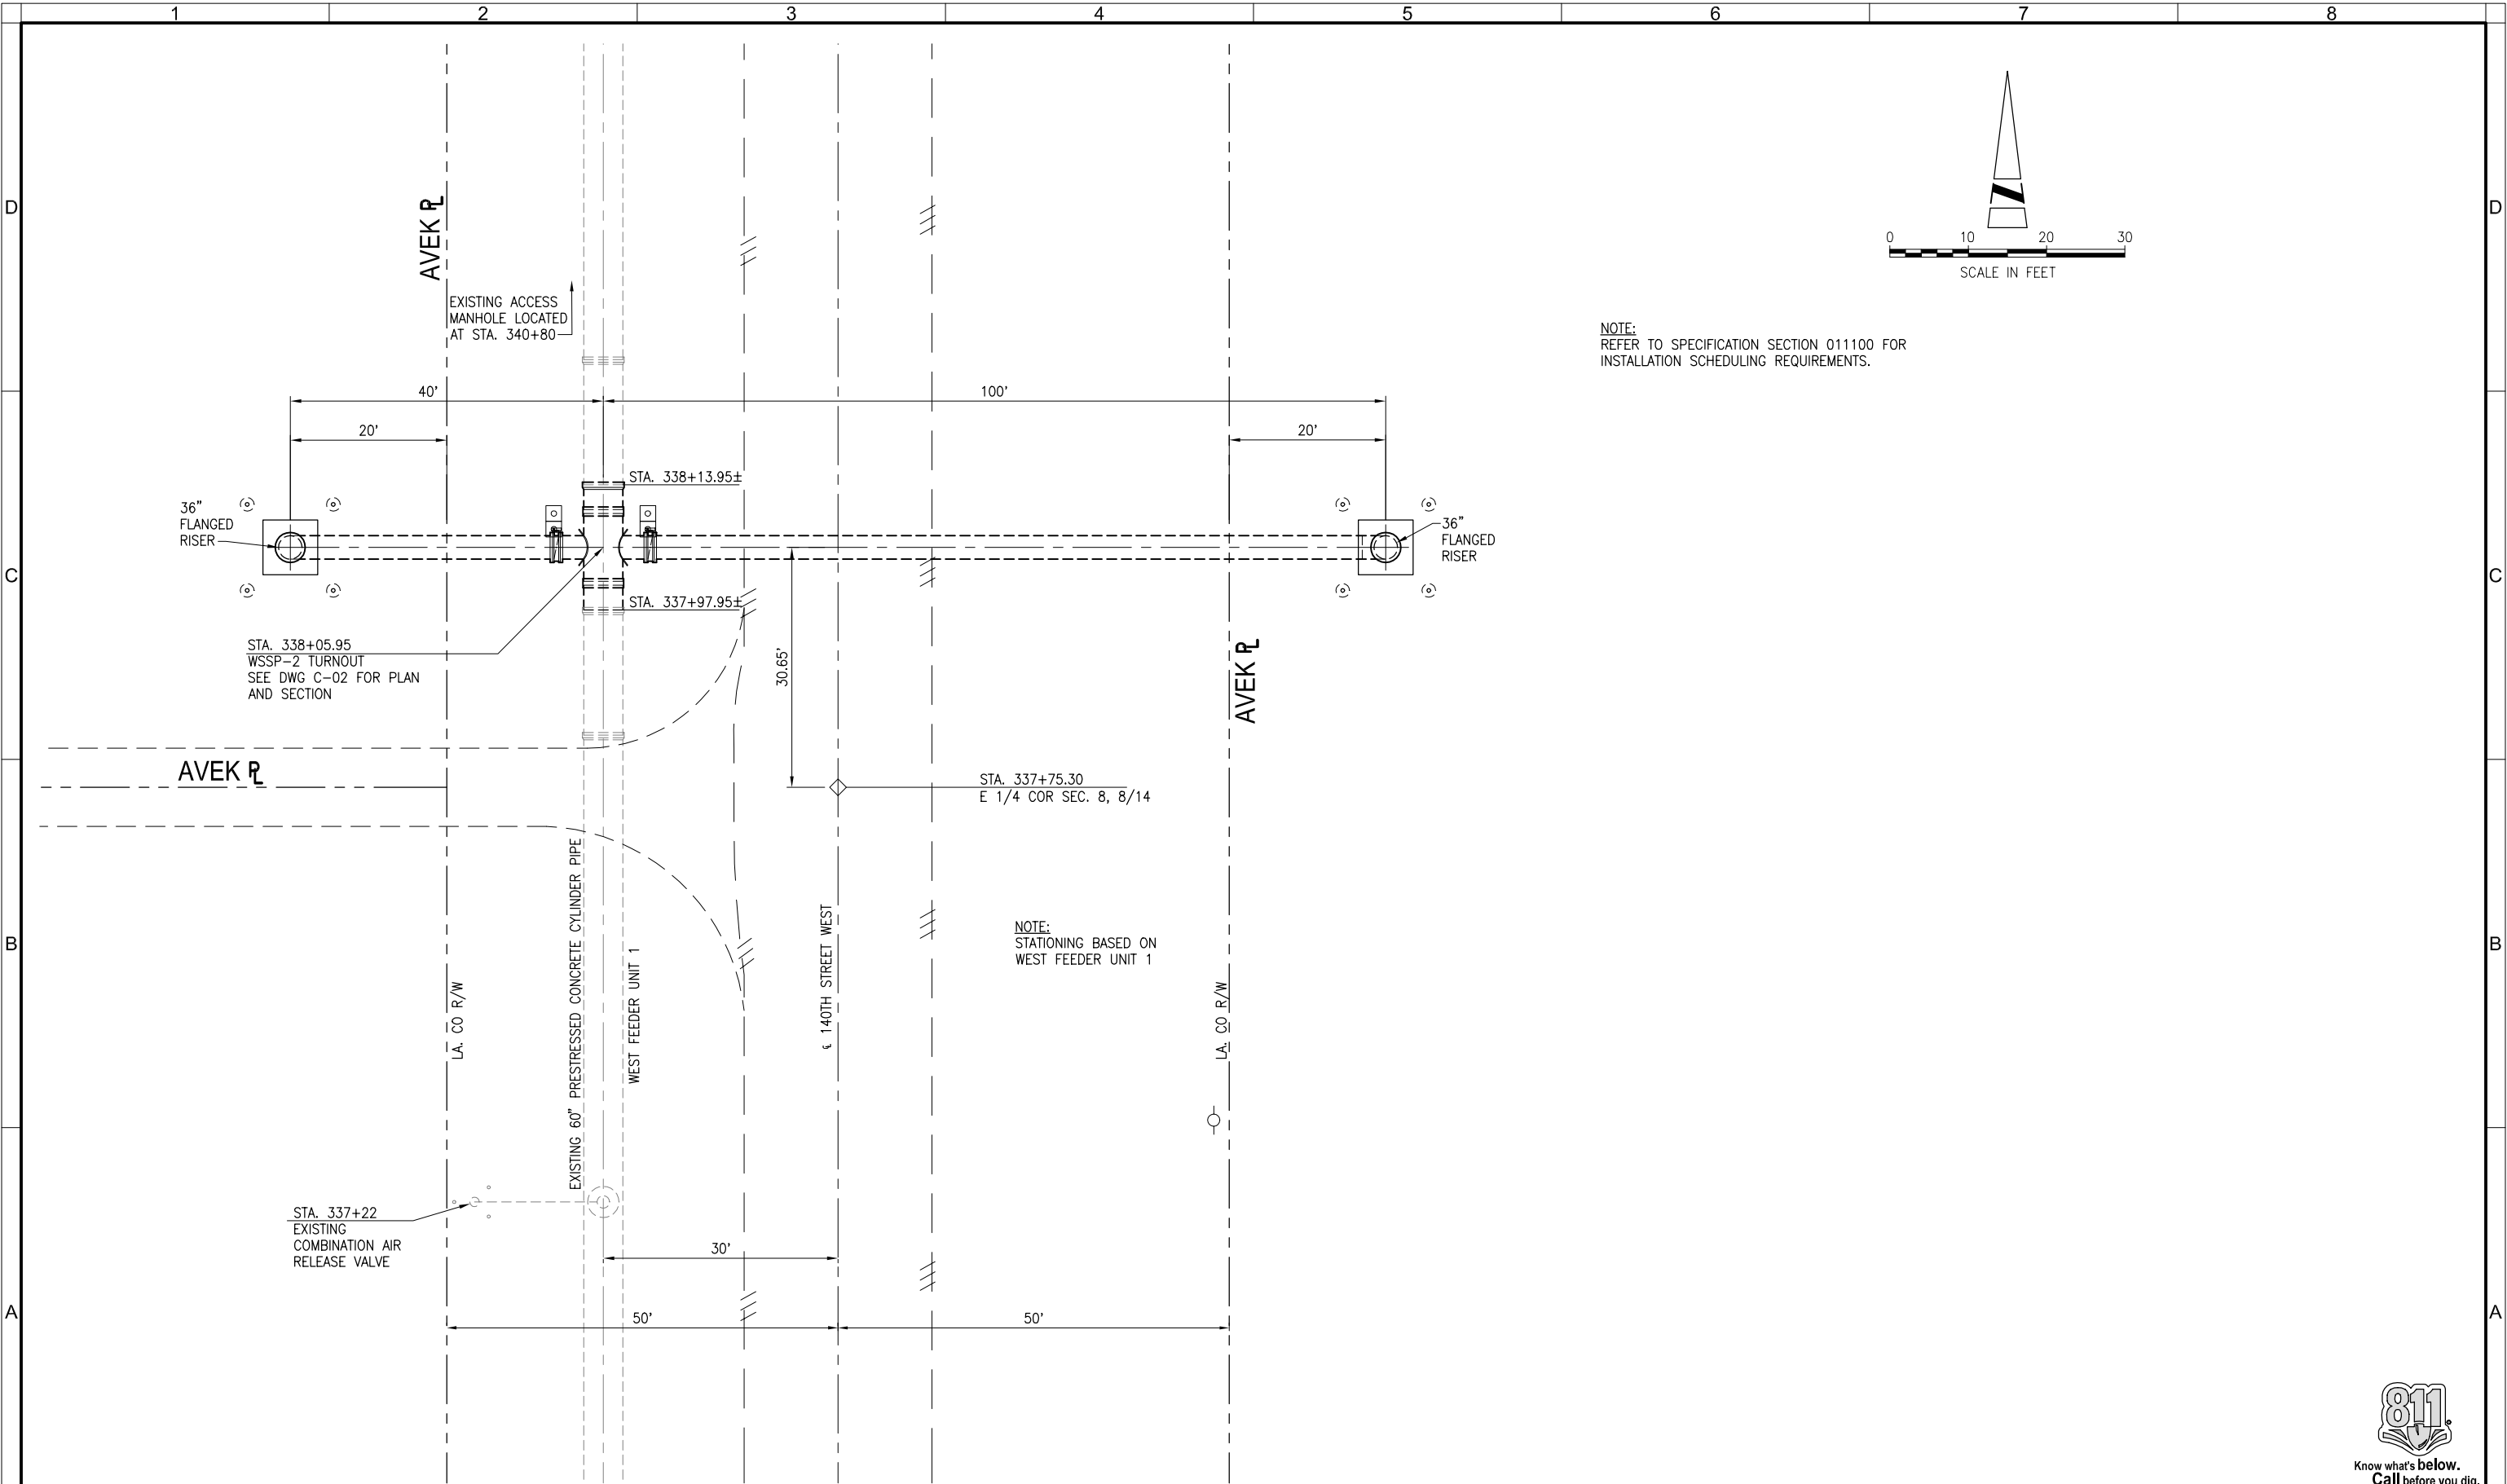 1 2 3 4 5 6 7 8
D
D
C
C
B
B
A
A
AVEK PL
EXISTING ACCESS
MANHOLE LOCATED
AT STA. 340+80
0 10 20 30
SCALE IN FEET
NOTE:
REFER TO SPECIFICATION SECTION 011100 FOR
INSTALLATION SCHEDULING REQUIREMENTS.
40'
100'
20'
20'
STA. 338+13.95±
36"
FLANGED
RISER
36"
FLANGED
RISER
STA. 337+97.95±
STA. 338+05.95
WSSP-2 TURNOUT
SEE DWG C-02 FOR PLAN
AND SECTION
30.65'
AVEK PL
AVEK PL
STA. 337+75.30
E 1/4 COR SEC. 8, 8/14
EXISTING 60" PRESTRESSED CONCRETE CYLINDER PIPE
WEST FEEDER UNIT 1
℄ 140TH STREET WEST
NOTE:
STATIONING BASED ON
WEST FEEDER UNIT 1
LA. CO R/W
LA. CO R/W
STA. 337+22
EXISTING
COMBINATION AIR
RELEASE VALVE
30'
50'
50'
811
Know what's below.
Call before you dig.